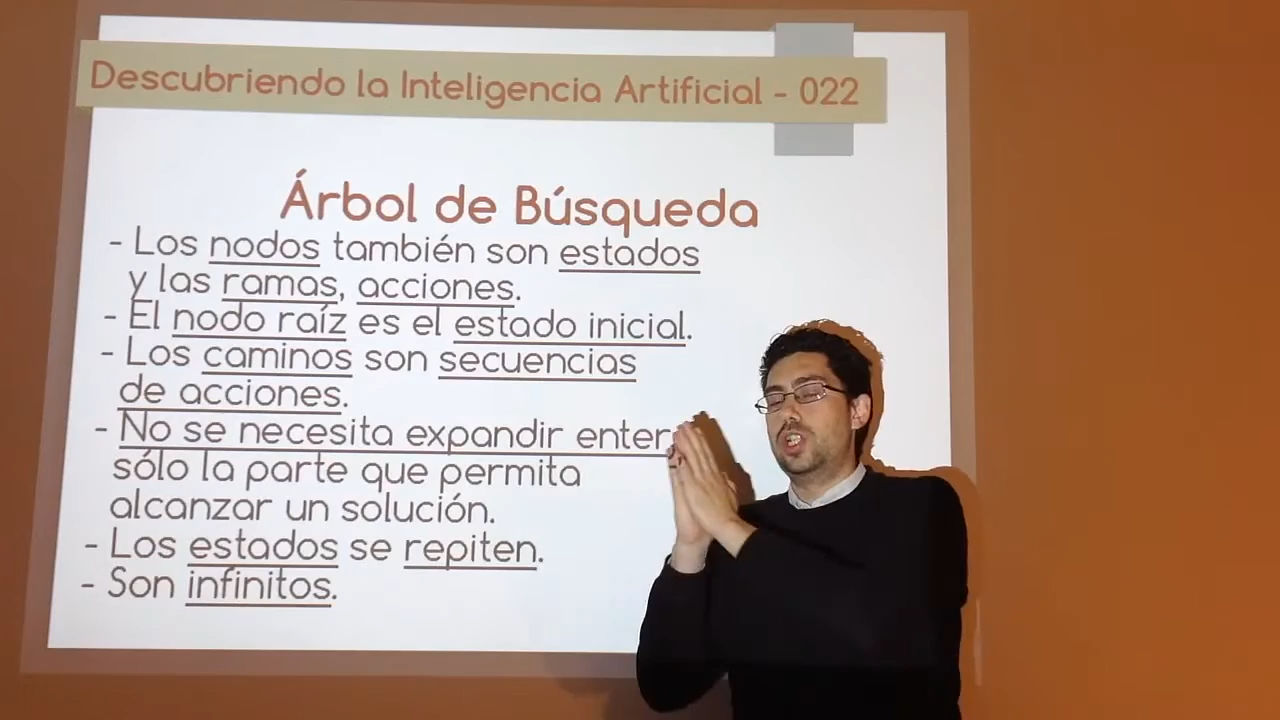 Descubriendo la Inteligencia Artificial - 022
Árbol de Búsqueda
- Los nodos también son estados
y las ramas, acciones.
- El nodo raíz es el estado inicial.
- Los caminos son secuencias
de acciones.
- No se necesita expandir enter
sólo la parte que permita
alcanzar un solución.
- Los estados se repiten.
- Son infinitos.